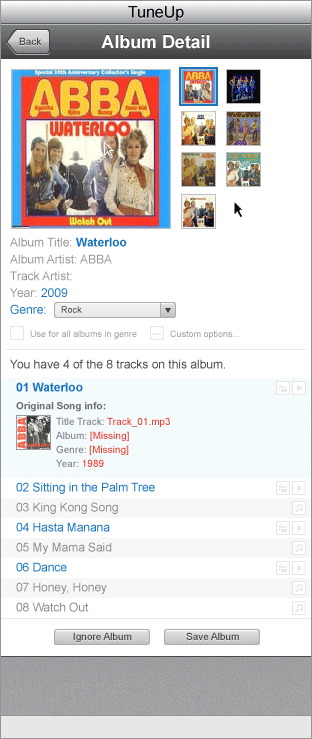 TuneUp
Back
Album Detail
Special 30th Anniversary Collector's Single
ABBA
Agnetha Björn Benny Anni-Frid
WATERLOO
Watch Out
Album Title: Waterloo
Album Artist: ABBA
Track Artist:
Year: 2009
Genre: Rock
Use for all albums in genre ... Custom options...
You have 4 of the 8 tracks on this album.
01 Waterloo
Original Song info:
ABBA
Title Track: Track_01.mp3
Album: [Missing]
Genre: [Missing]
Year: 1989
02 Sitting in the Palm Tree
03 King Kong Song
04 Hasta Manana
05 My Mama Said
06 Dance
07 Honey, Honey
08 Watch Out
Ignore Album Save Album